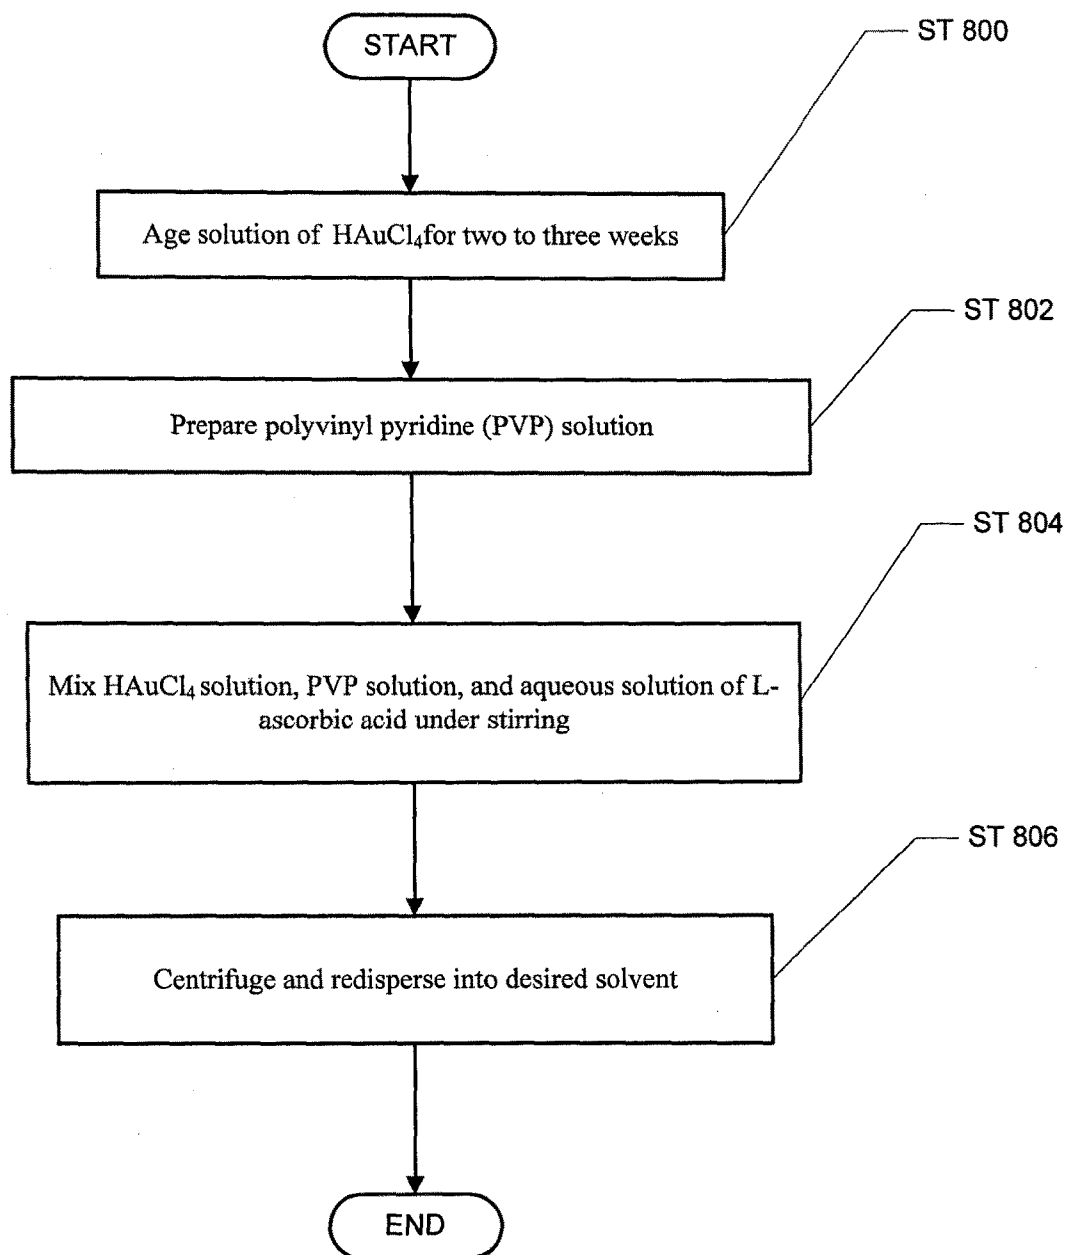 START
ST 800
Age solution of HAuCl₄for two to three weeks
ST 802
Prepare polyvinyl pyridine (PVP) solution
ST 804
Mix HAuCl₄ solution, PVP solution, and aqueous solution of L-
ascorbic acid under stirring
ST 806
Centrifuge and redisperse into desired solvent
END